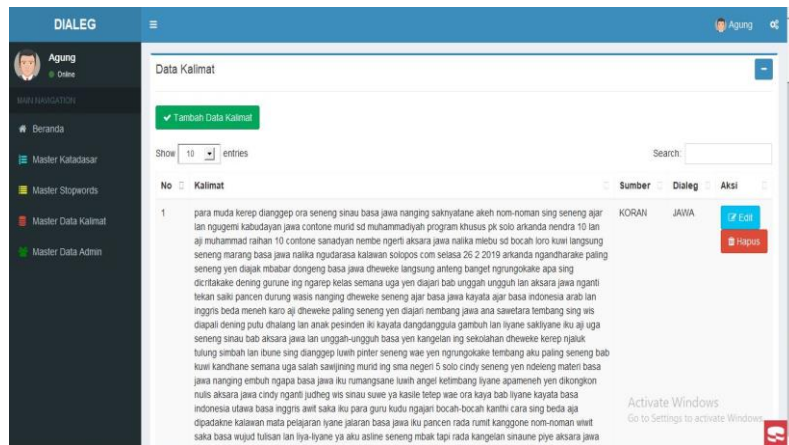 DIALEG
Agung
Agung
Online
MAIN NAVIGATION
Beranda
Master Katadasar
Master Stopwords
Master Data Kalimat
Master Data Admin
Data Kalimat
Tambah Data Kalimat
Show 10 entries
Search:
No Kalimat Sumber Dialeg Aksi
1 para muda kerep dianggep ora seneng sinau basa jawa nanging saknyatane akeh nom-noman sing seneng ajar KORAN JAWA Edit
lan ngugemi kabudayan jawa contone murid sd muhammadiyah program khusus pk solo arkanda nendra 10 lan
aji muhammad raihan 10 contone sanadyan nembe ngerti aksara jawa nalika mlebu sd bocah loro kuwi langsung Hapus
seneng marang basa jawa nalika ngudarasa kalawan solopos com selasa 26 2 2019 arkanda ngandharake paling
seneng yen diajak mbabar dongeng basa jawa dheweke langsung anteng banget ngrungokake apa sing
dicritakake dening gurune ing ngarep kelas semana uga yen diajari bab unggah ungguh lan aksara jawa nganti
tekan saiki pancen durung wasis nanging dheweke seneng ajar basa jawa kayata ajar basa indonesia arab lan
inggris beda meneh karo aji dheweke paling seneng yen diajari nembang jawa ana sawetara tembang sing wis
diapali dening putu dhalang lan anak pesinden iki kayata dangdanggula gambuh lan liyane sakliyane iku aji uga
seneng sinau bab aksara jawa lan unggah-ungguh basa yen kangelan ing sekolahan dheweke kerep njaluk
tulung simbah lan ibune sing dianggep luwih pinter seneng wae yen ngrungokake tembang aku paling seneng bab
kuwi kandhane semana uga salah sawijining murid ing sma negeri 5 solo cindy seneng yen ndeleng materi basa
jawa nanging embuh ngapa basa jawa iku rumangsane luwih angel ketimbang liyane apameneh yen dikongkon
nulis aksara jawa cindy nganti judheg wis sinau suwe ya kasile tetep wae ora kaya bab liyane kayata basa
indonesia utawa basa inggris awit saka iku para guru kudu ngajari bocah-bocah kanthi cara sing beda aja
dipadakne kalawan mata pelajaran iyane jalaran basa jawa iku pancen rada rumit kanggone nom-noman wiwit
saka basa wujud tulisan lan liya-liyane ya aku asline seneng mbak tapi rada kangelan sinaune piye aksara jawa
Activate Windows
Go to Settings to activate Windows.